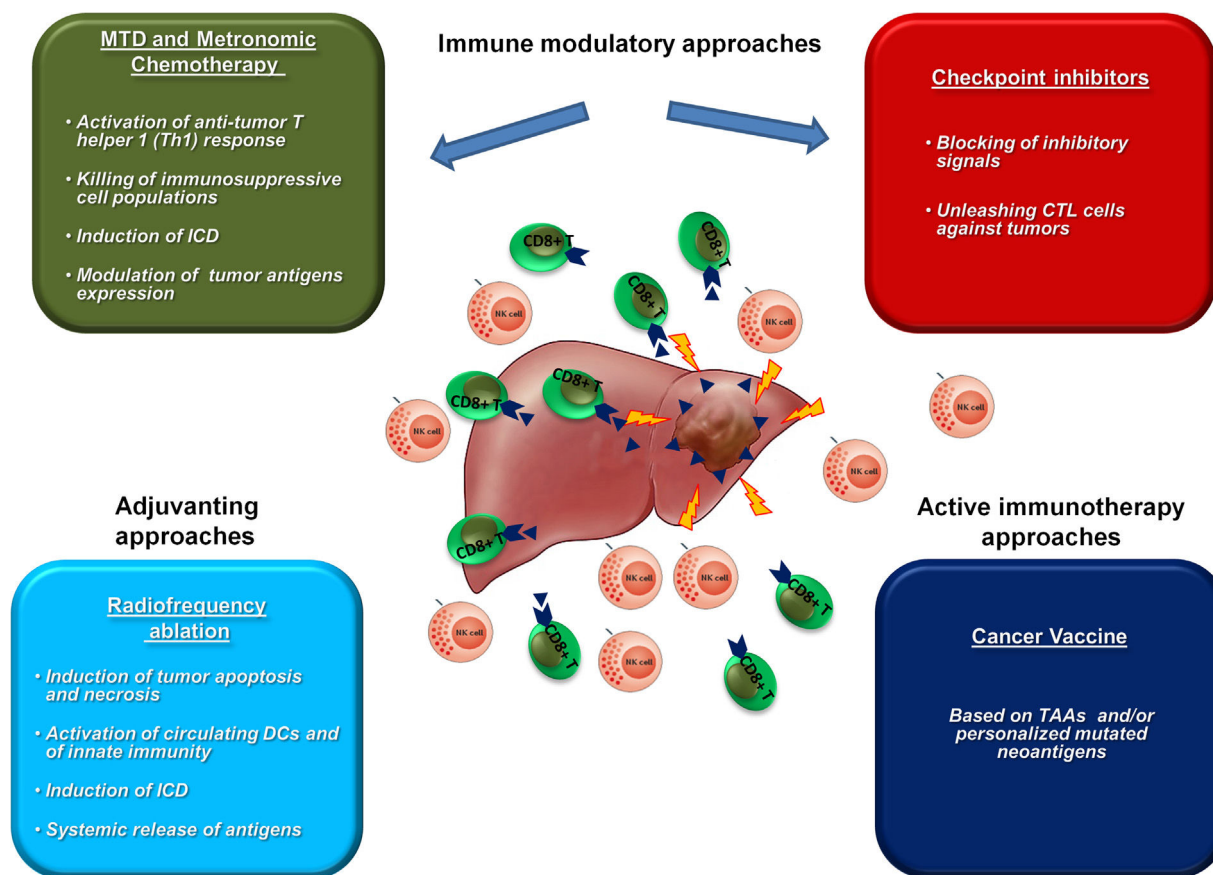 MTD and Metronomic
Chemotherapy
• Activation of anti-tumor T
helper 1 (Th1) response
• Killing of immunosuppressive
cell populations
• Induction of ICD
• Modulation of tumor antigens
expression
Immune modulatory approaches
Checkpoint inhibitors
• Blocking of inhibitory
signals
• Unleashing CTL cells
against tumors
CD8+ T
CD8+ T
CD8+ T
NK cell
NK cell
CD8+ T
CD8+ T
NK cell
NK cell
NK cell
CD8+ T
NK cell
NK cell
CD8+ T
NK cell
CD8+ T
NK cell
CD8+ T
Adjuvanting
approaches
Radiofrequency
ablation
• Induction of tumor apoptosis
and necrosis
• Activation of circulating DCs and
of innate immunity
• Induction of ICD
• Systemic release of antigens
Active immunotherapy
approaches
Cancer Vaccine
Based on TAAs and/or
personalized mutated
neoantigens